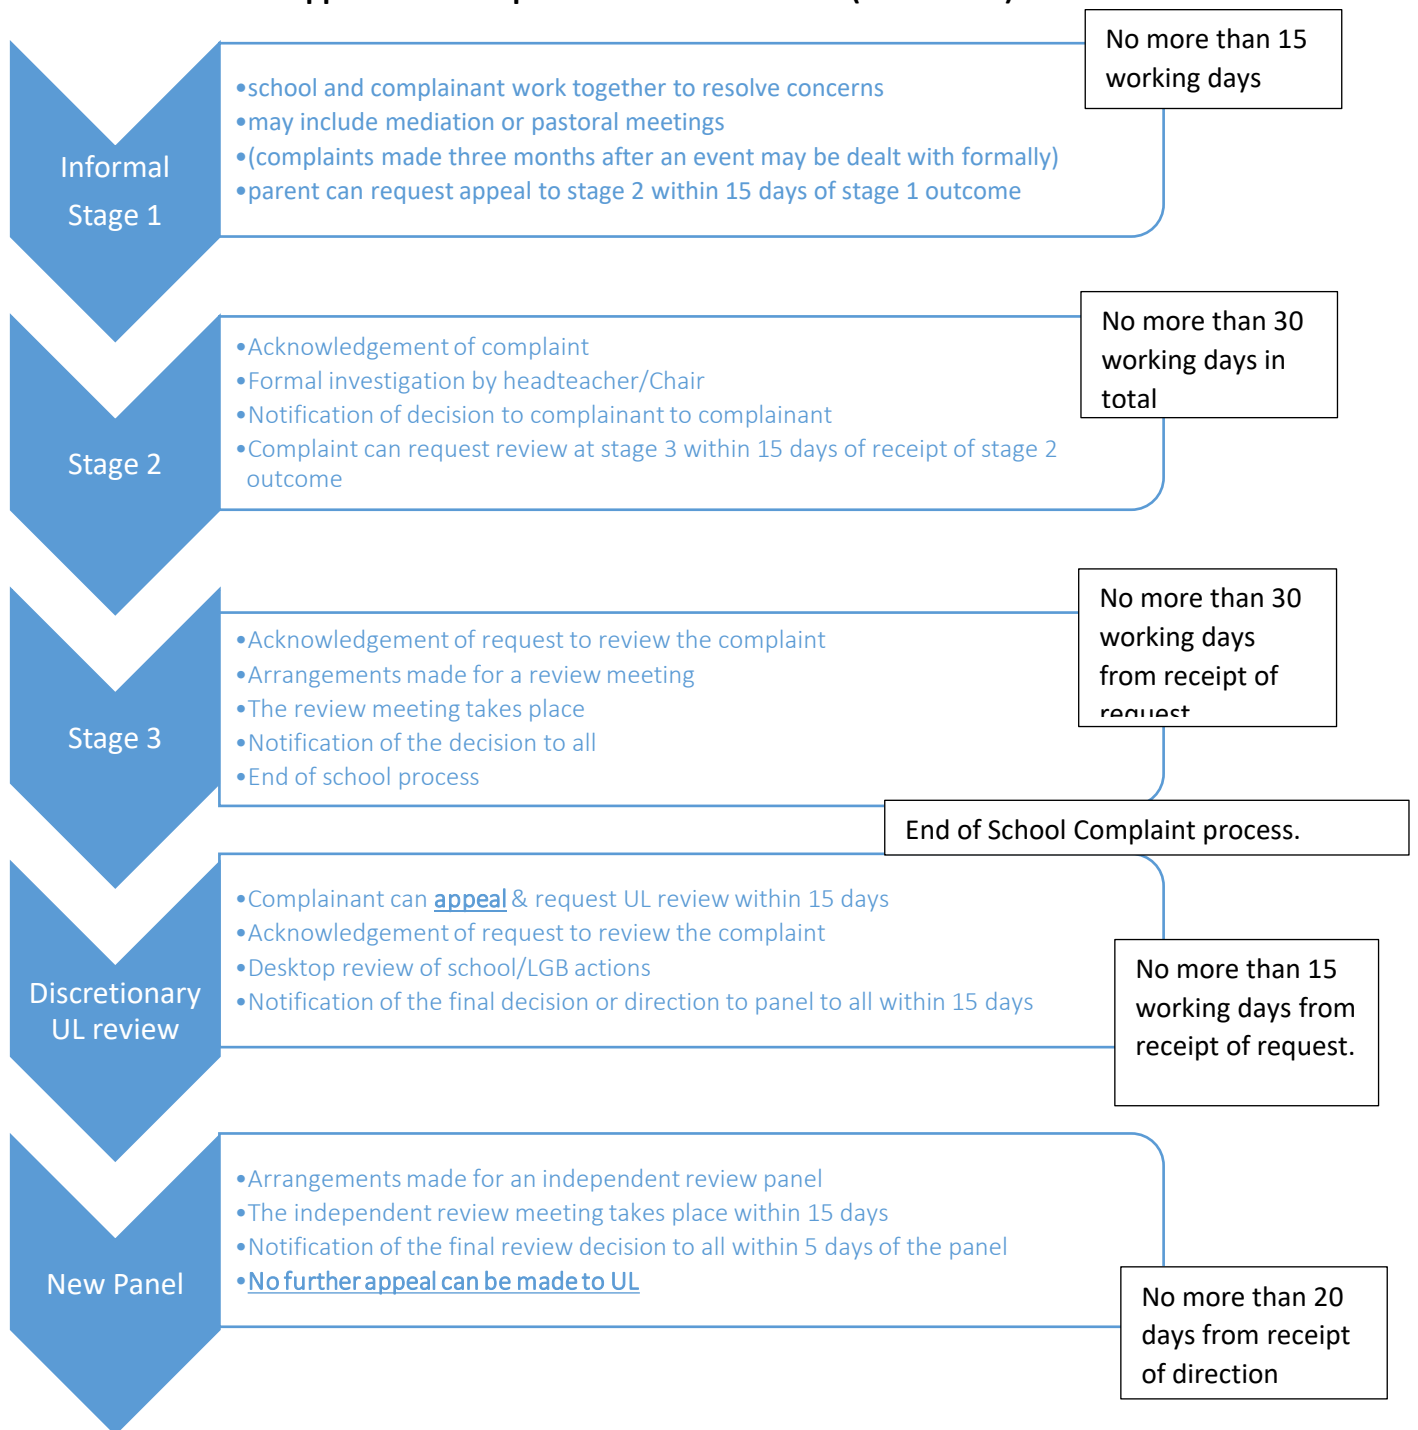 No more than 15
working days
•school and complainant work together to resolve concerns
•may include mediation or pastoral meetings
•(complaints made three months after an event may be dealt with formally)
•parent can request appeal to stage 2 within 15 days of stage 1 outcome
Informal
Stage 1
No more than 30
working days in
total
•Acknowledgement of complaint
•Formal investigation by headteacher/Chair
•Notification of decision to complainant to complainant
•Complaint can request review at stage 3 within 15 days of receipt of stage 2
outcome
Stage 2
No more than 30
working days
from receipt of
request
•Acknowledgement of request to review the complaint
•Arrangements made for a review meeting
•The review meeting takes place
•Notification of the decision to all
•End of school process
Stage 3
End of School Complaint process.
•Complainant can appeal & request UL review within 15 days
•Acknowledgement of request to review the complaint
•Desktop review of school/LGB actions
•Notification of the final decision or direction to panel to all within 15 days
Discretionary
UL review
No more than 15
working days from
receipt of request.
•Arrangements made for an independent review panel
•The independent review meeting takes place within 15 days
•Notification of the final review decision to all within 5 days of the panel
•No further appeal can be made to UL
New Panel
No more than 20
days from receipt
of direction